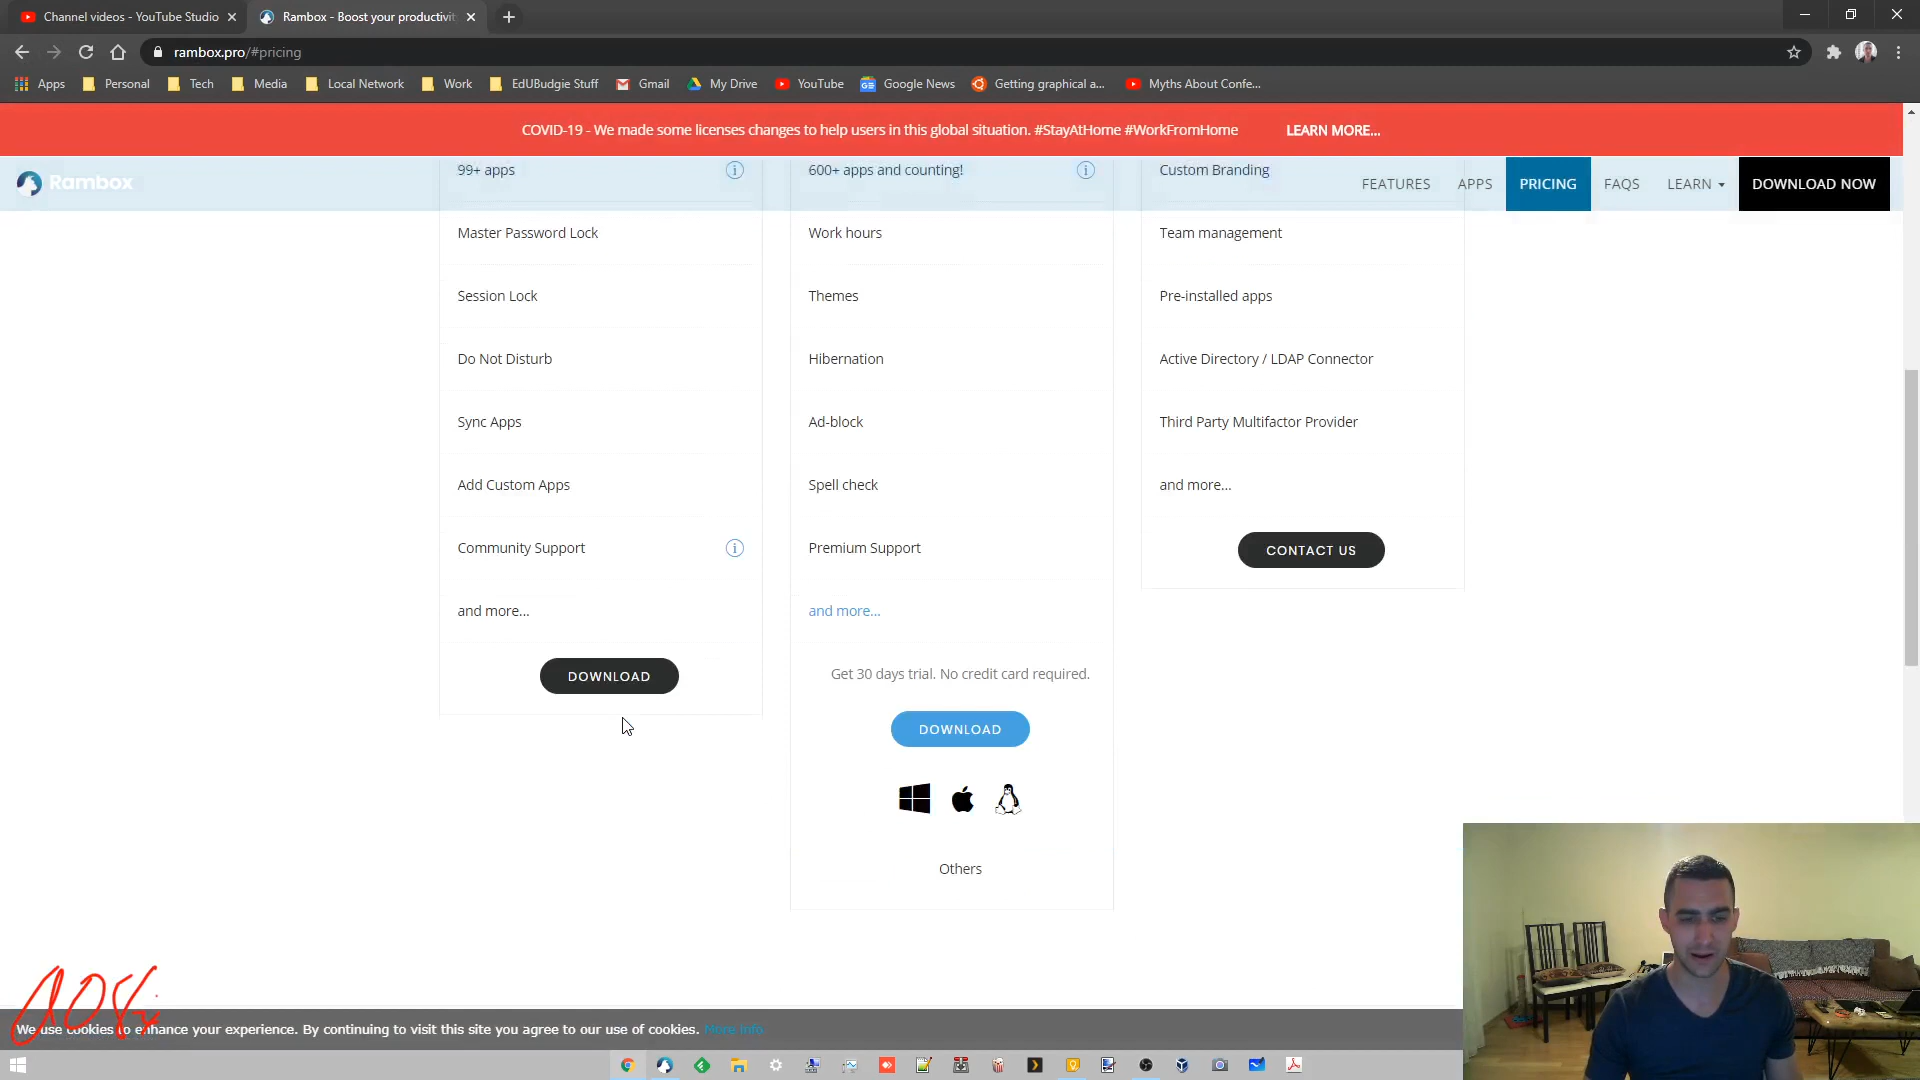 Channel videos - YouTube Studio
Rambox - Boost your productivit
rambox.pro/#pricing
Apps Personal Tech Media Local Network Work EdUBudgie Stuff Gmail My Drive YouTube Google News Getting graphical a... Myths About Confe...
COVID-19 - We made some licenses changes to help users in this global situation. #StayAtHome #WorkFromHome LEARN MORE...
Rambox
FEATURES APPS PRICING FAQS LEARN DOWNLOAD NOW
99+ apps
Master Password Lock
Session Lock
Do Not Disturb
Sync Apps
Add Custom Apps
Community Support
and more...
DOWNLOAD
600+ apps and counting!
Work hours
Themes
Hibernation
Ad-block
Spell check
Premium Support
and more...
Get 30 days trial. No credit card required.
DOWNLOAD
Others
Custom Branding
Team management
Pre-installed apps
Active Directory / LDAP Connector
Third Party Multifactor Provider
and more...
CONTACT US
We use cookies to enhance your experience. By continuing to visit this site you agree to our use of cookies. More info